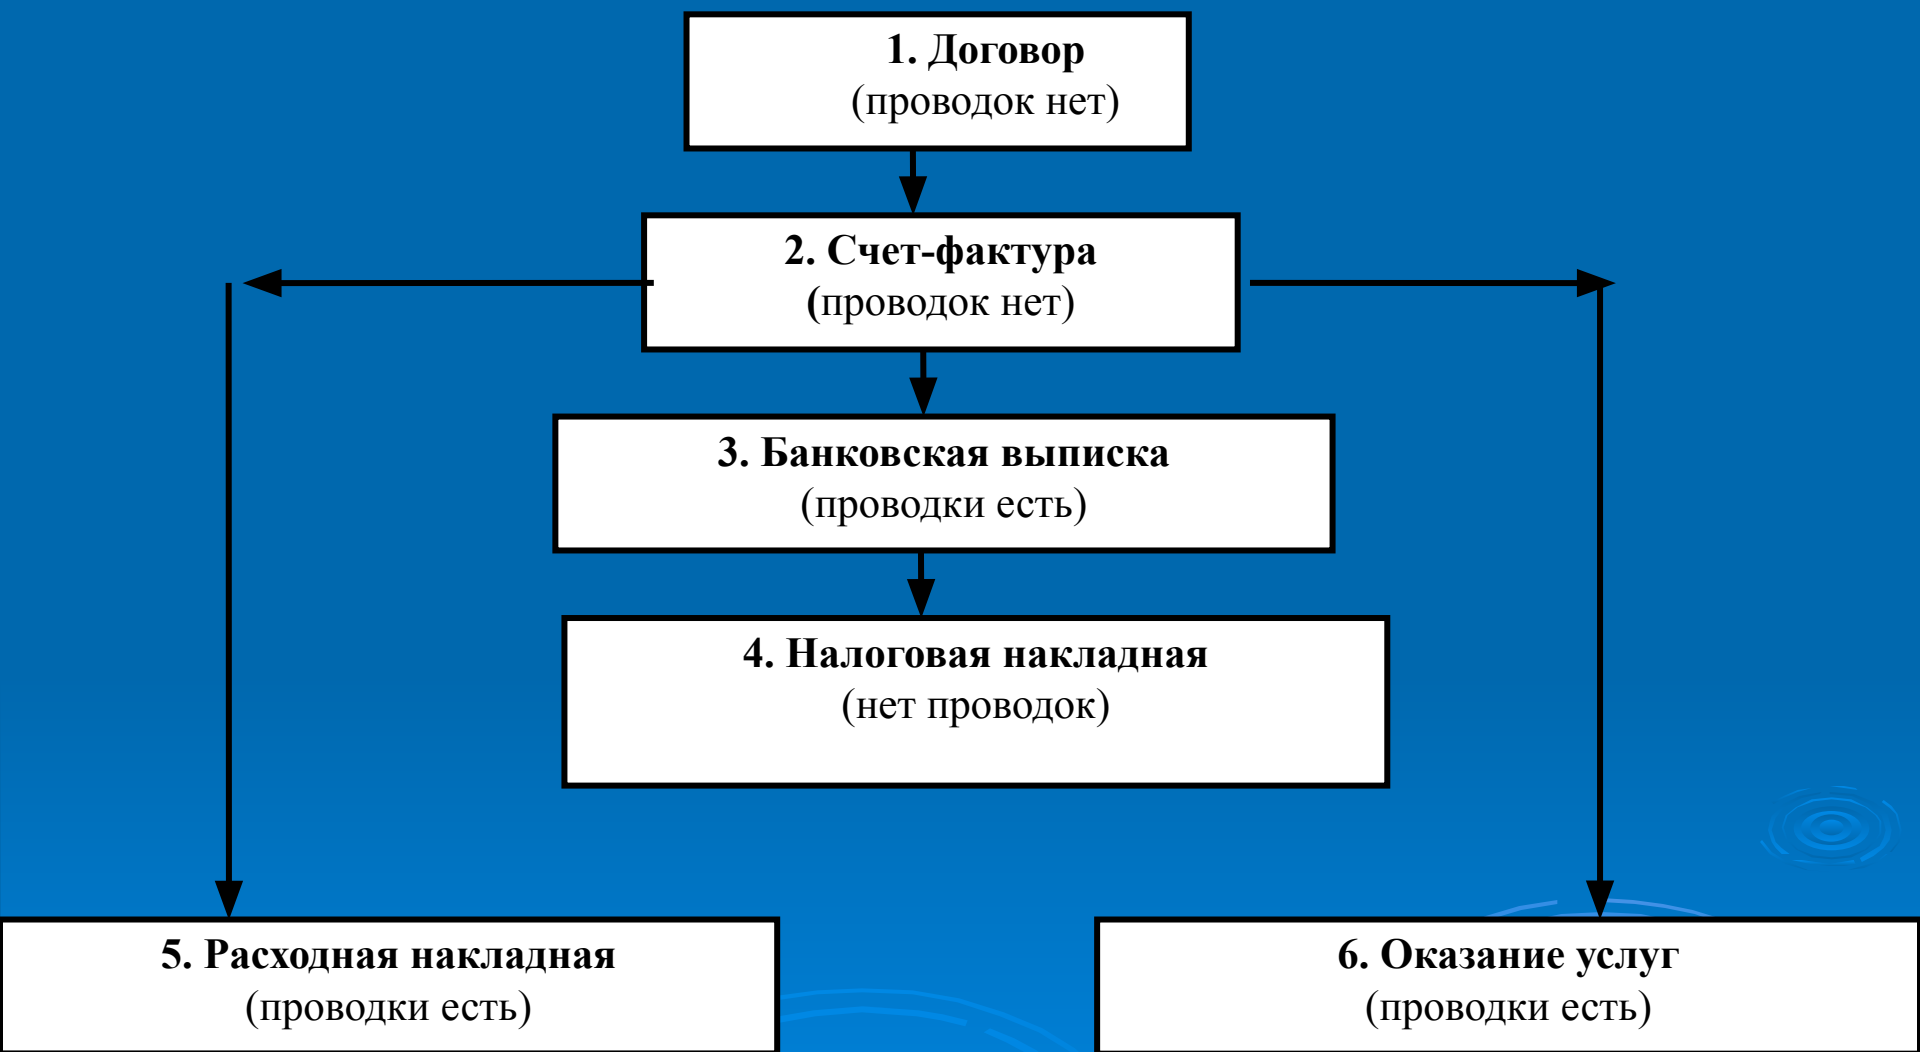 1. Договор
(проводок нет)
2. Счет-фактура
(проводок нет)
3. Банковская выписка
(проводки есть)
4. Налоговая накладная
(нет проводок)
5. Расходная накладная
(проводки есть)
6. Оказание услуг
(проводки есть)